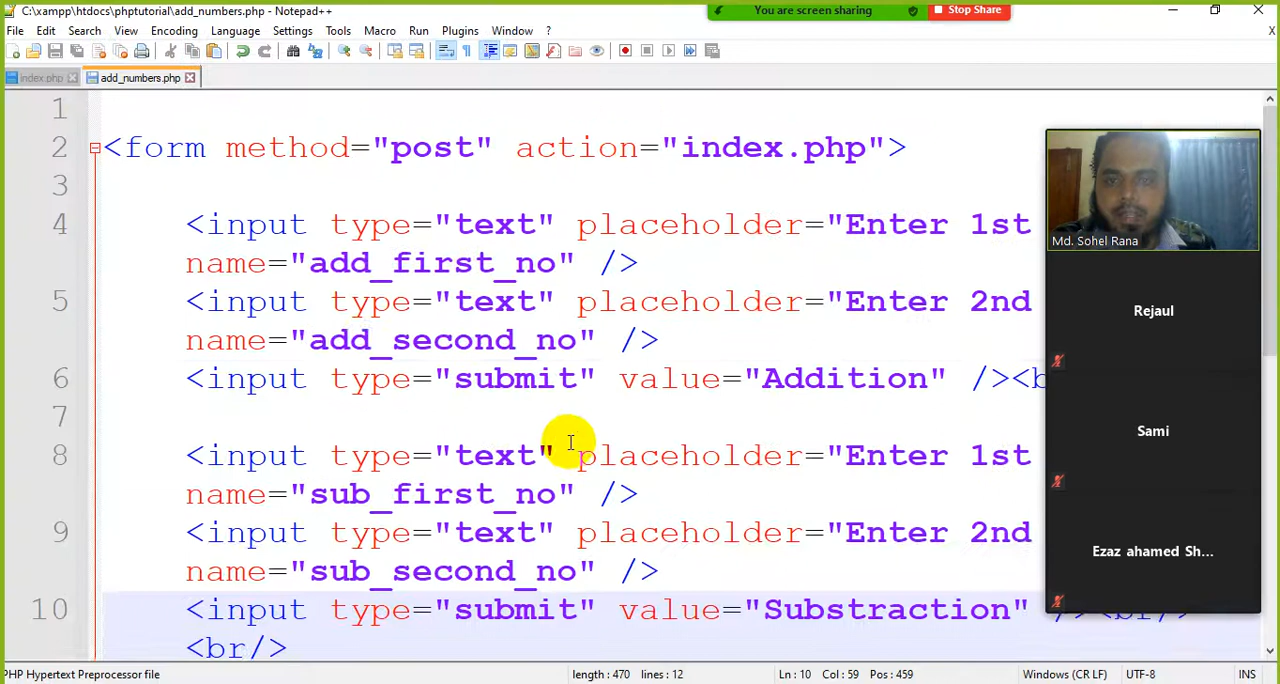 C:\xampp\htdocs\phptutorial\add_numbers.php - Notepad++
You are screen sharing
Stop Share
File Edit Search View Encoding Language Settings Tools Macro Run Plugins Window ?
X
index.php
add_numbers.php
1
2 <form method="post" action="index.php">
3
4 <input type="text" placeholder="Enter 1st
name="add_first_no" />
5 <input type="text" placeholder="Enter 2nd
name="add_second_no" />
6 <input type="submit" value="Addition" /><b
7
8 <input type="text" placeholder="Enter 1st
name="sub_first_no" />
9 <input type="text" placeholder="Enter 2nd
name="sub_second_no" />
10 <input type="submit" value="Substraction" /><br/>
<br/>
Md. Sohel Rana
Rejaul
Sami
Ezaz ahamed Sh...
PHP Hypertext Preprocessor file
length : 470 lines : 12
Ln : 10 Col : 59 Pos : 459
Windows (CR LF)
UTF-8
INS